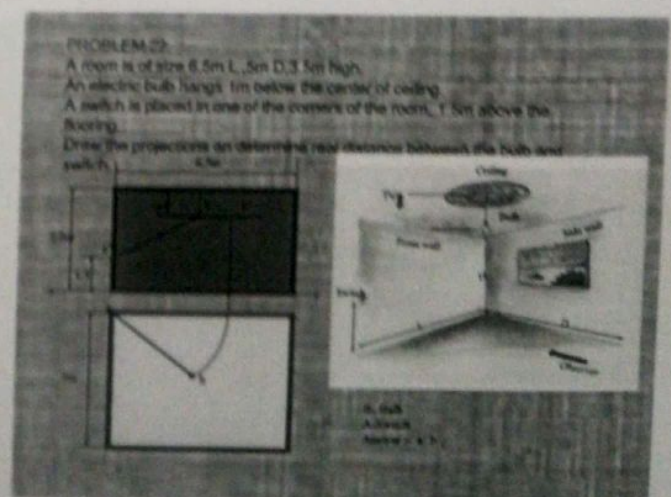 PROBLEM 22:
A room is of size 6.5m L ,5m D,3.5m high.
An electric bulb hangs 1m below the center of ceiling.
A switch is placed in one of the corners of the room, 1.5m above the
flooring.
Draw the projections an determine real distance between the bulb and
switch.
Ceiling
Bulb
Front wall
Side wall
Switch
L
D
Observer
B- Bulb
A-Switch